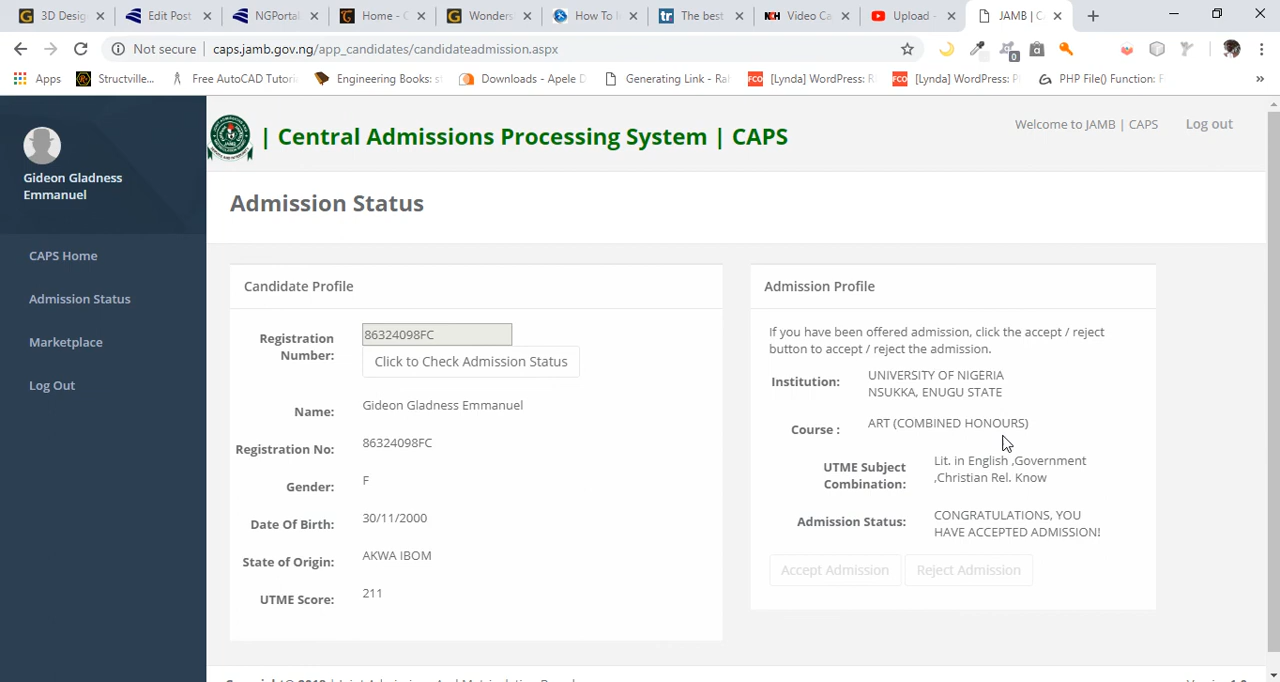 3D Desig
Edit Post
NGPortal
Home - G
Wonders
How To I
The best
Video Ca
Upload -
JAMB | C
Not secure
caps.jamb.gov.ng/app_candidates/candidateadmission.aspx
0
Apps
Structville...
Free AutoCAD Tutori
Engineering Books: s
Downloads - Apele D
Generating Link - Ra
FCO
[Lynda] WordPress: R
FCO
[Lynda] WordPress: P
PHP File() Function: F
»
Gideon Gladness
Emmanuel
CAPS Home
Admission Status
Marketplace
Log Out
| Central Admissions Processing System | CAPS
Welcome to JAMB | CAPS
Log out
Admission Status
Candidate Profile
Registration
Number:
86324098FC
Click to Check Admission Status
Name:
Gideon Gladness Emmanuel
Registration No:
86324098FC
Gender:
F
Date Of Birth:
30/11/2000
State of Origin:
AKWA IBOM
UTME Score:
211
Admission Profile
If you have been offered admission, click the accept / reject
button to accept / reject the admission.
Institution:
UNIVERSITY OF NIGERIA
NSUKKA, ENUGU STATE
Course :
ART (COMBINED HONOURS)
UTME Subject
Combination:
Lit. in English ,Government
,Christian Rel. Know
Admission Status:
CONGRATULATIONS, YOU
HAVE ACCEPTED ADMISSION!
Accept Admission
Reject Admission